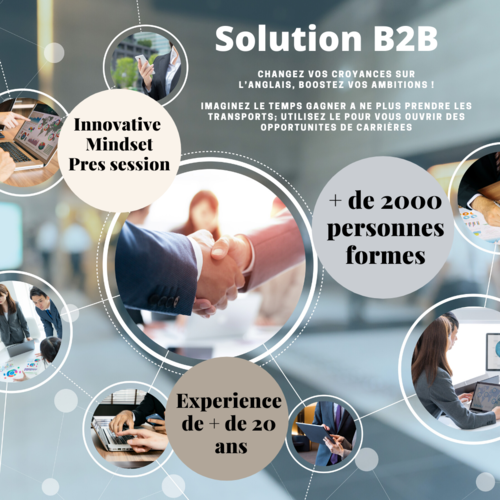 Solution B2B
CHANGEZ VOS CROYANCES SUR
L'ANGLAIS, BOOSTEZ VOS AMBITIONS !
IMAGINEZ LE TEMPS GAGNER A NE PLUS PRENDRE LES
TRANSPORTS; UTILISEZ LE POUR VOUS OUVRIR DES
OPPORTUNITES DE CARRIÈRES
Innovative
Mindset
Pres session
+ de 2000
personnes
formes
Experience
de + de 20
ans